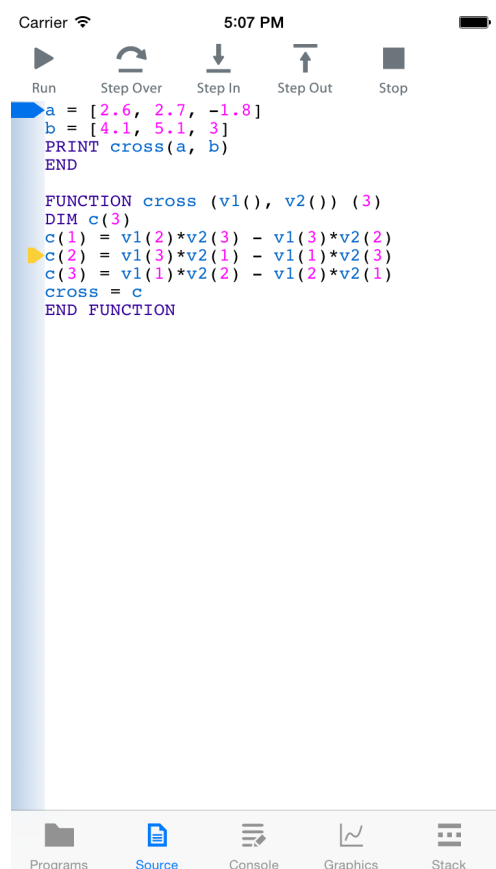 Carrier 5:07 PM
Run Step Over Step In Step Out Stop
a = [2.6, 2.7, -1.8]
b = [4.1, 5.1, 3]
PRINT cross(a, b)
END
FUNCTION cross (v1(), v2()) (3)
DIM c(3)
c(1) = v1(2)*v2(3) - v1(3)*v2(2)
c(2) = v1(3)*v2(1) - v1(1)*v2(3)
c(3) = v1(1)*v2(2) - v1(2)*v2(1)
cross = c
END FUNCTION
Programs Source Console Graphics Stack